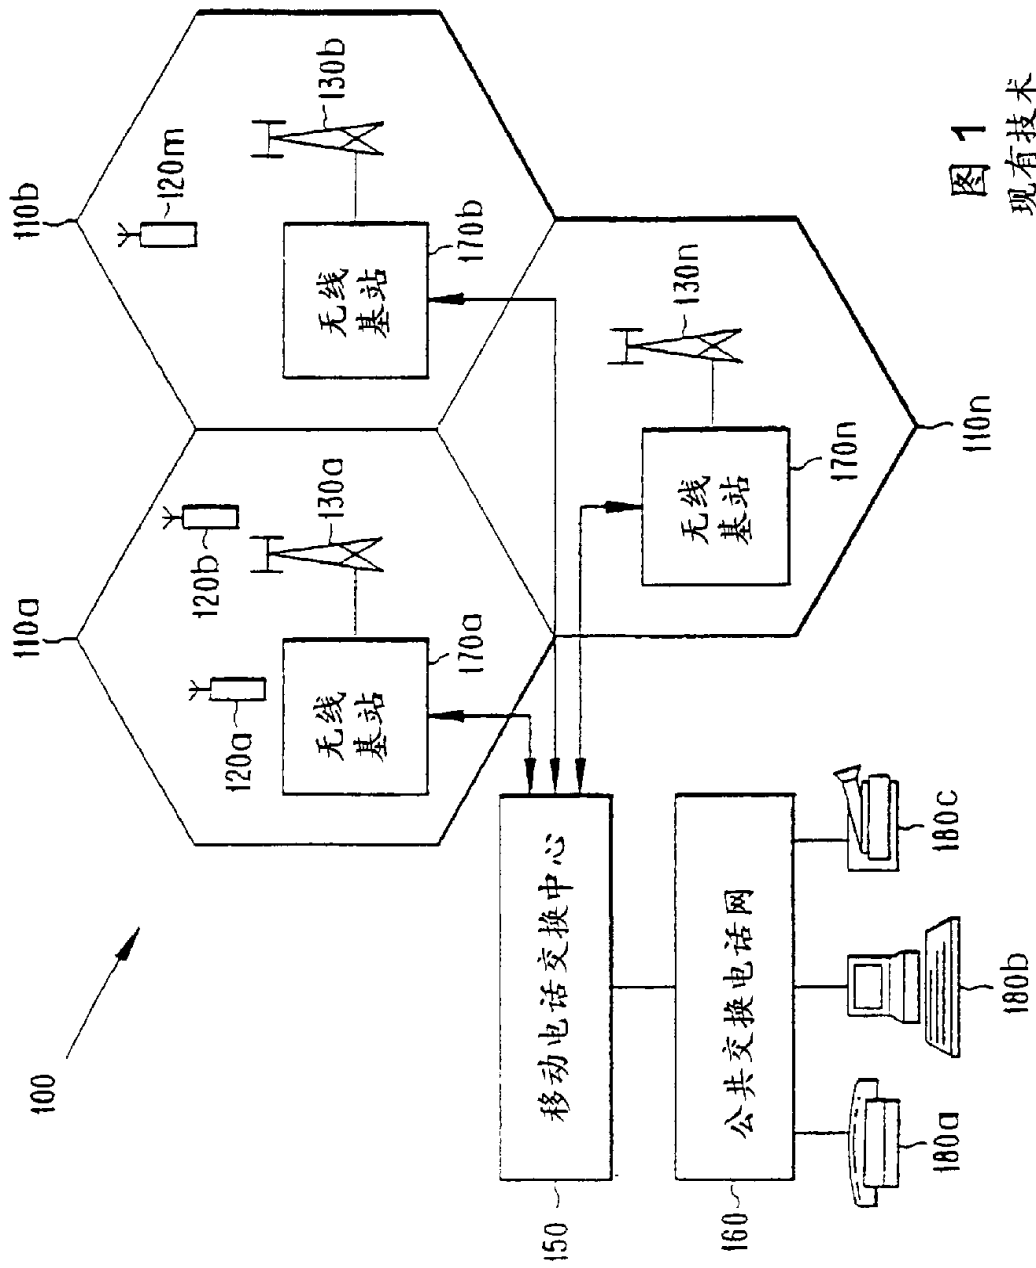 100
110a
110b
120m
120b
120a
130a
130b
无线
基站
170a
无线
基站
170b
移动电话交换中心
150
130n
无线
基站
170n
公共交换电话网
160
180a
180b
180c
110n
图 1
现有技术